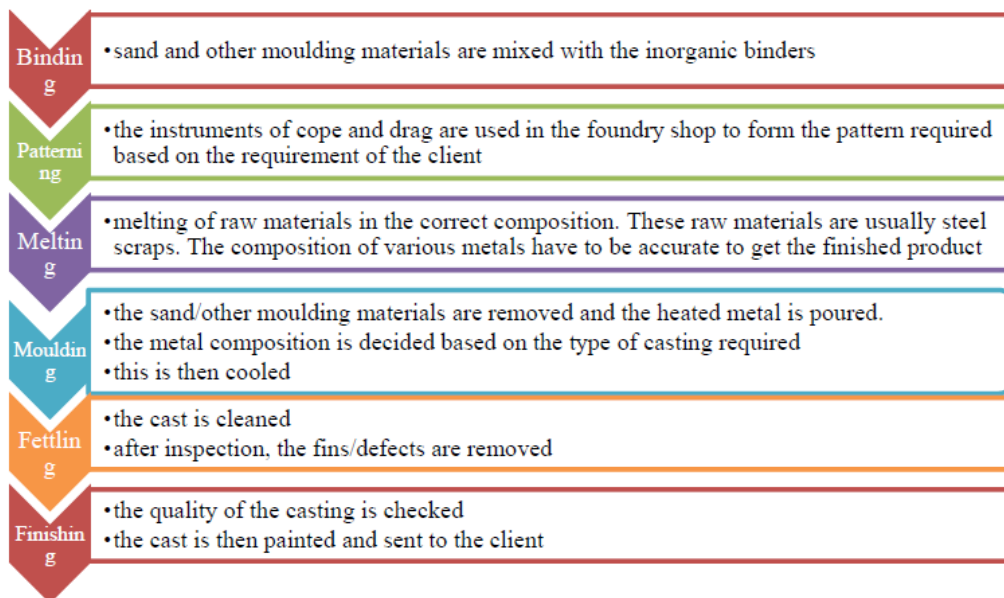 Bindin
g
•sand and other moulding materials are mixed with the inorganic binders
Patterni
ng
•the instruments of cope and drag are used in the foundry shop to form the pattern required
based on the requirement of the client
Meltin
g
•melting of raw materials in the correct composition. These raw materials are usually steel
scraps. The composition of various metals have to be accurate to get the finished product
Mouldin
g
•the sand/other moulding materials are removed and the heated metal is poured.
•the metal composition is decided based on the type of casting required
•this is then cooled
Fettlin
g
•the cast is cleaned
•after inspection, the fins/defects are removed
Finishin
g
•the quality of the casting is checked
•the cast is then painted and sent to the client